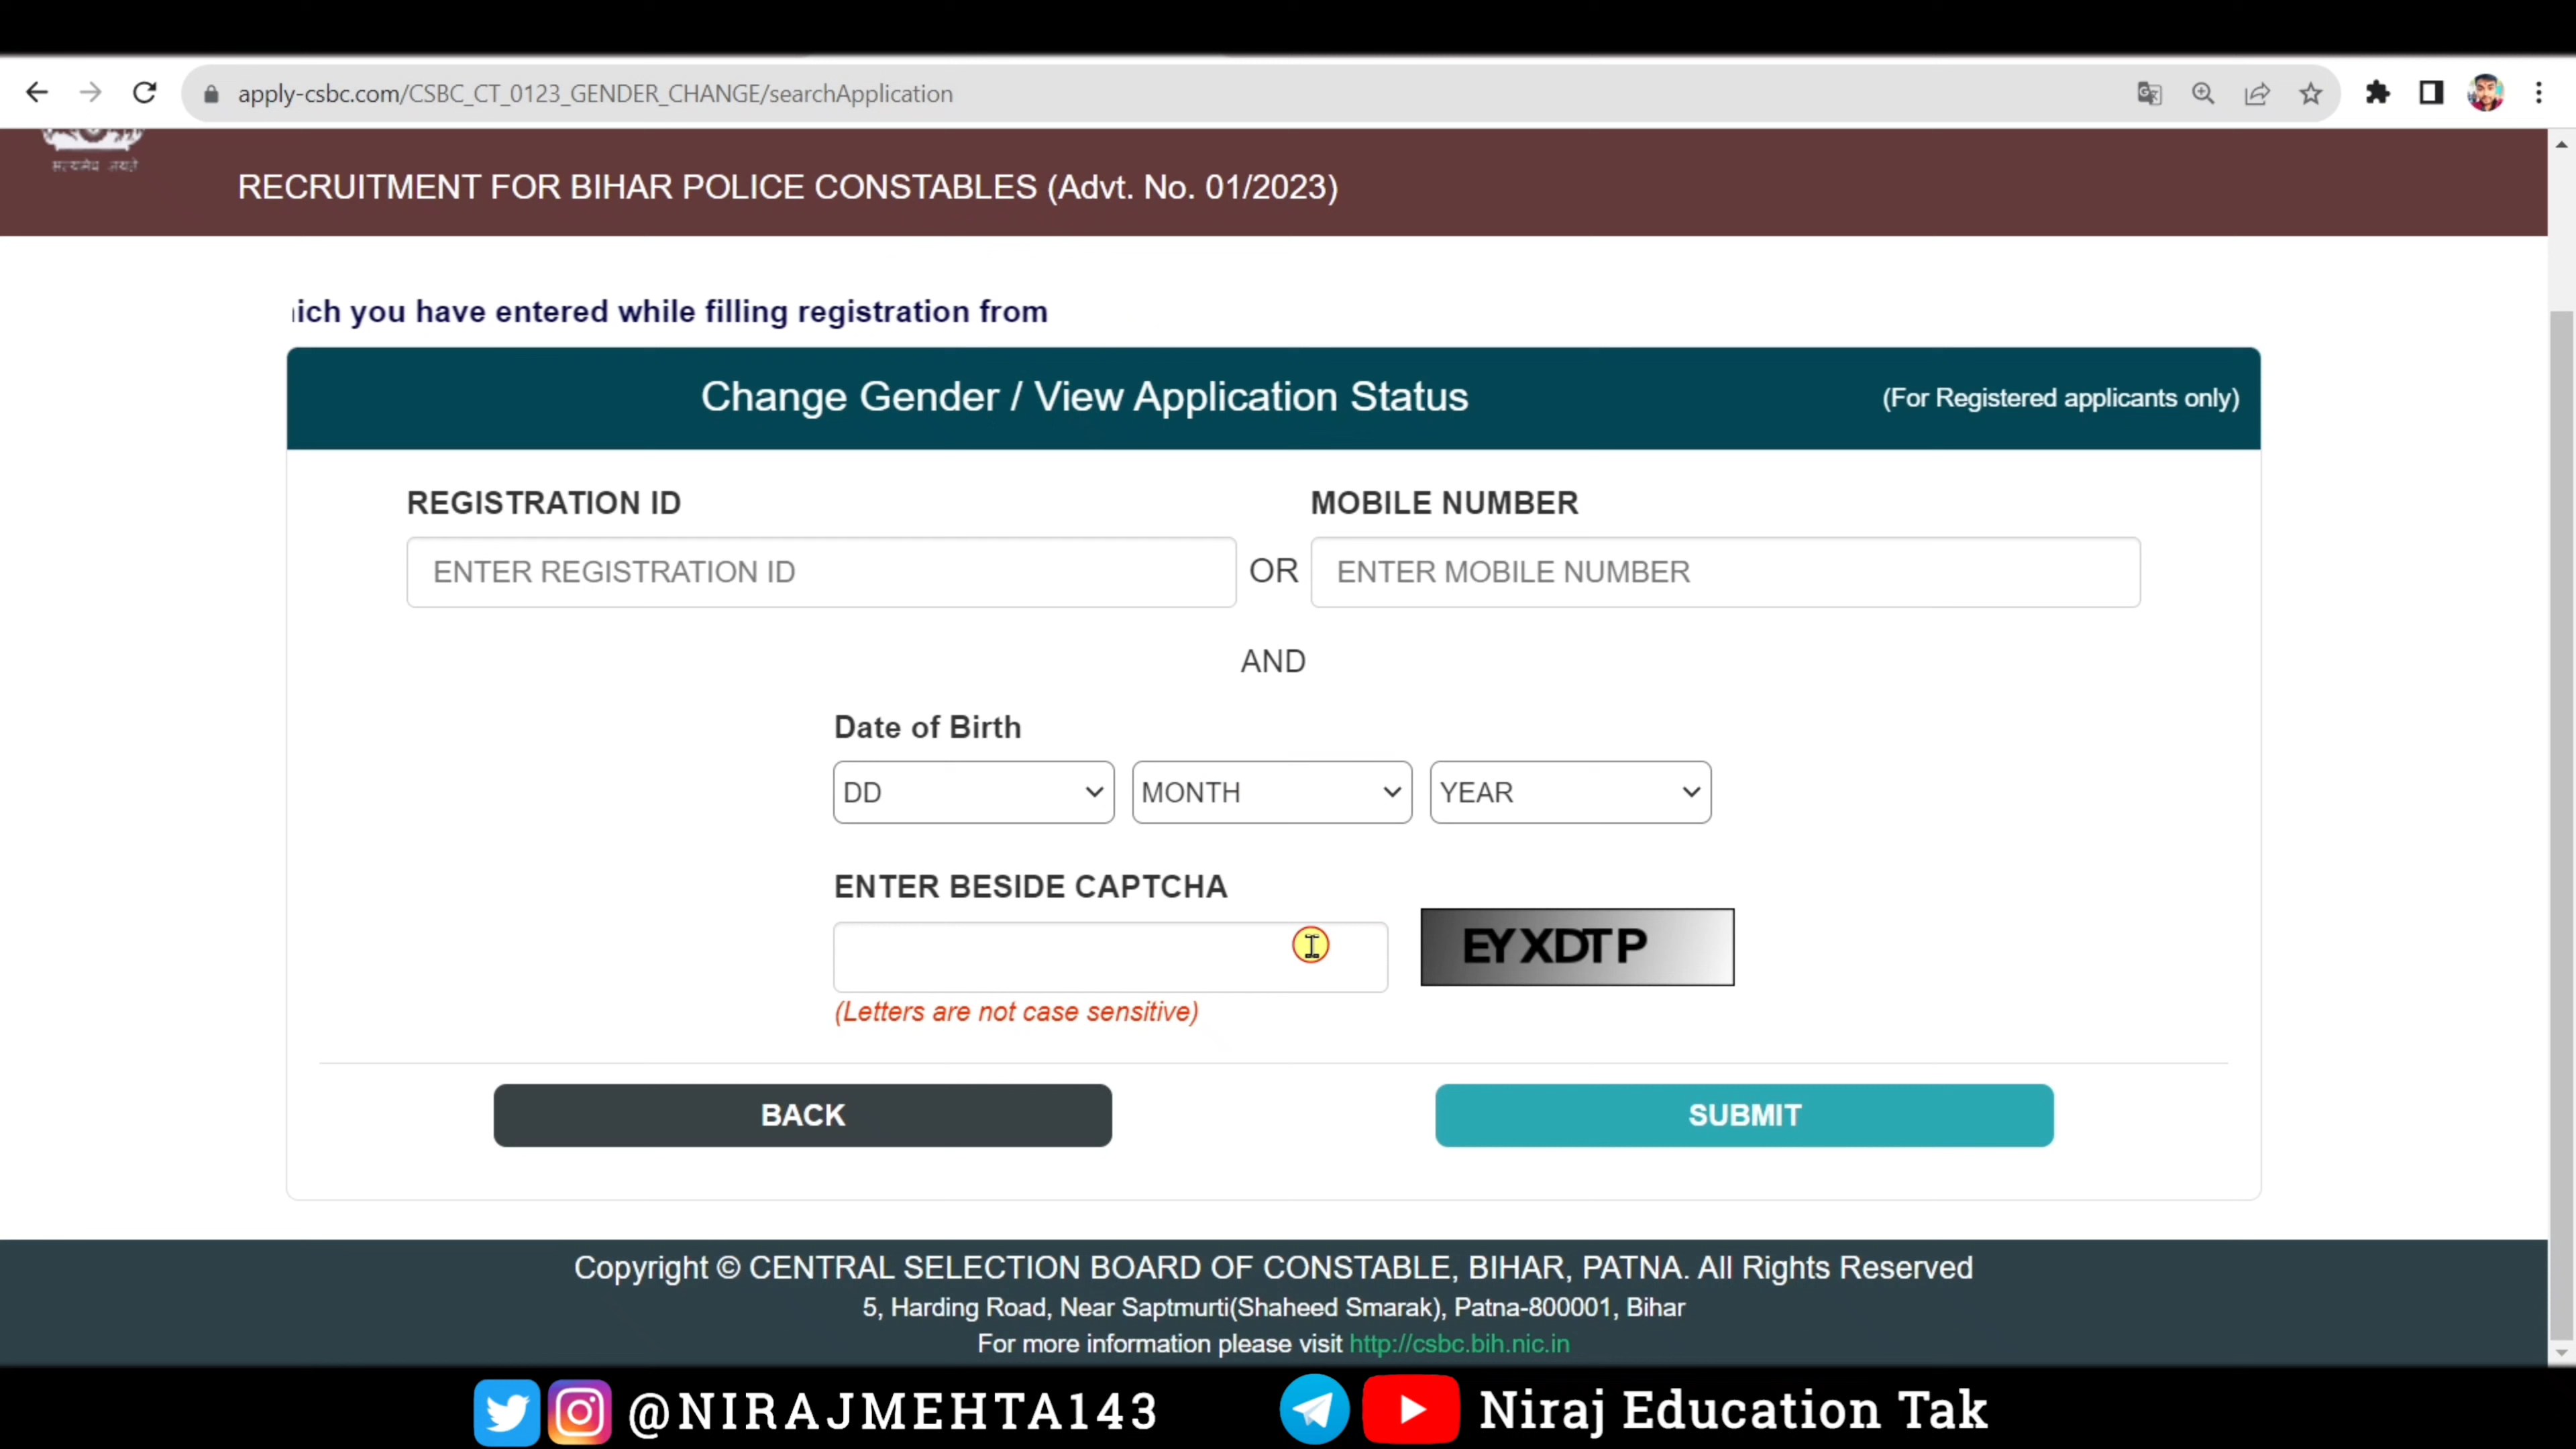 apply-csbc.com/CSBC_CT_0123_GENDER_CHANGE/searchApplication
सत्यमेव जयते
RECRUITMENT FOR BIHAR POLICE CONSTABLES (Advt. No. 01/2023)
ich you have entered while filling registration from
Change Gender / View Application Status
(For Registered applicants only)
REGISTRATION ID
MOBILE NUMBER
ENTER REGISTRATION ID
OR
ENTER MOBILE NUMBER
AND
Date of Birth
DD
MONTH
YEAR
ENTER BESIDE CAPTCHA
EYXDTP
(Letters are not case sensitive)
BACK
SUBMIT
Copyright © CENTRAL SELECTION BOARD OF CONSTABLE, BIHAR, PATNA. All Rights Reserved
5, Harding Road, Near Saptmurti(Shaheed Smarak), Patna-800001, Bihar
For more information please visit http://csbc.bih.nic.in
@NIRAJMEHTA143
Niraj Education Tak